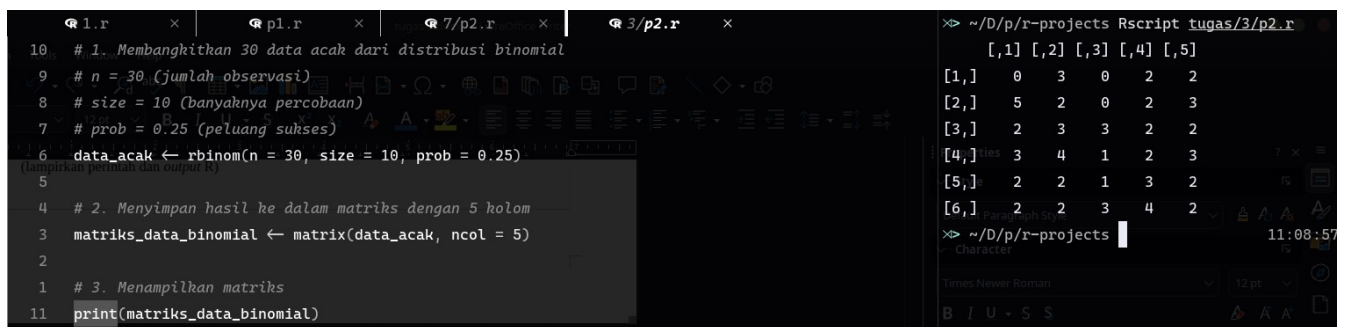 1.r × p1.r × 7/p2.r × 3/p2.r ×
10 # 1. Membangkitkan 30 data acak dari distribusi binomial
9 # n = 30 (jumlah observasi)
8 # size = 10 (banyaknya percobaan)
7 # prob = 0.25 (peluang sukses)
6 data_acak ← rbinom(n = 30, size = 10, prob = 0.25)
(lampirkan perintah dan output R)
5
4 # 2. Menyimpan hasil ke dalam matriks dengan 5 kolom
3 matriks_data_binomial ← matrix(data_acak, ncol = 5)
2
1 # 3. Menampilkan matriks
11 print(matriks_data_binomial)
~/D/p/r-projects Rscript tugas/3/p2.r
[,1] [,2] [,3] [,4] [,5]
[1,] 0 3 0 2 2
[2,] 5 2 0 2 3
[3,] 2 3 3 2 2
[4,] 3 4 1 2 3
[5,] 2 2 1 3 2
[6,] 2 2 3 4 2
~/D/p/r-projects 11:08:57
Character
Times Newer Roman 12 pt
B I U S S